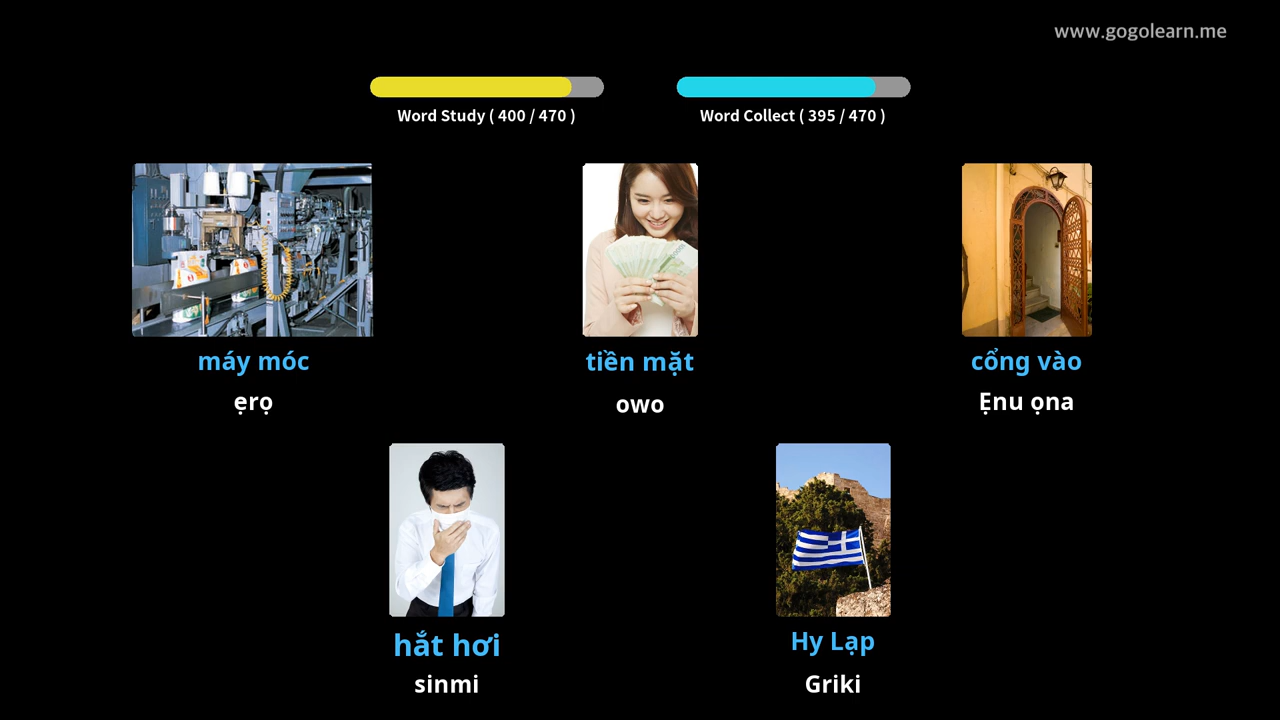 www.gogolearn.me
Word Study ( 400 / 470 )
Word Collect ( 395 / 470 )
máy móc
tiền mặt
cổng vào
ẹrọ
owo
Ẹnu ọna
hắt hơi
Hy Lạp
sinmi
Griki